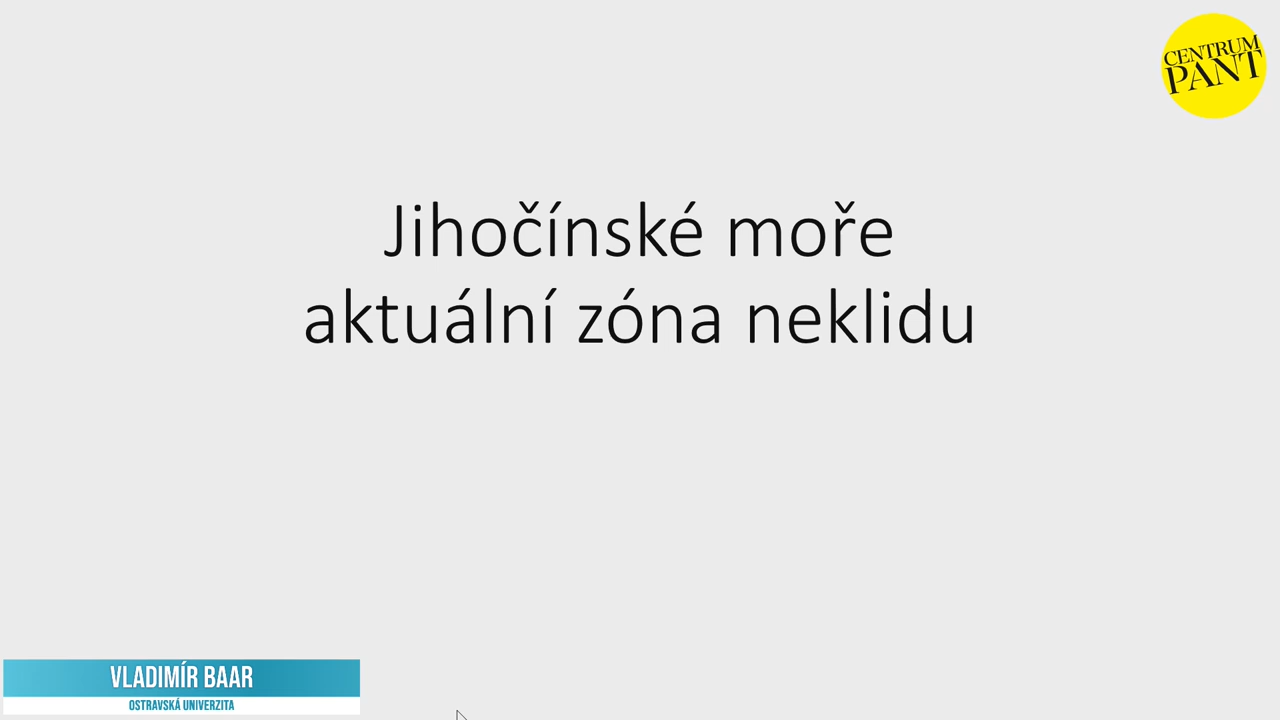 CENTRUM
PANT
Jihočínské moře
aktuální zóna neklidu
VLADIMÍR BAAR
OSTRAVSKÁ UNIVERZITA